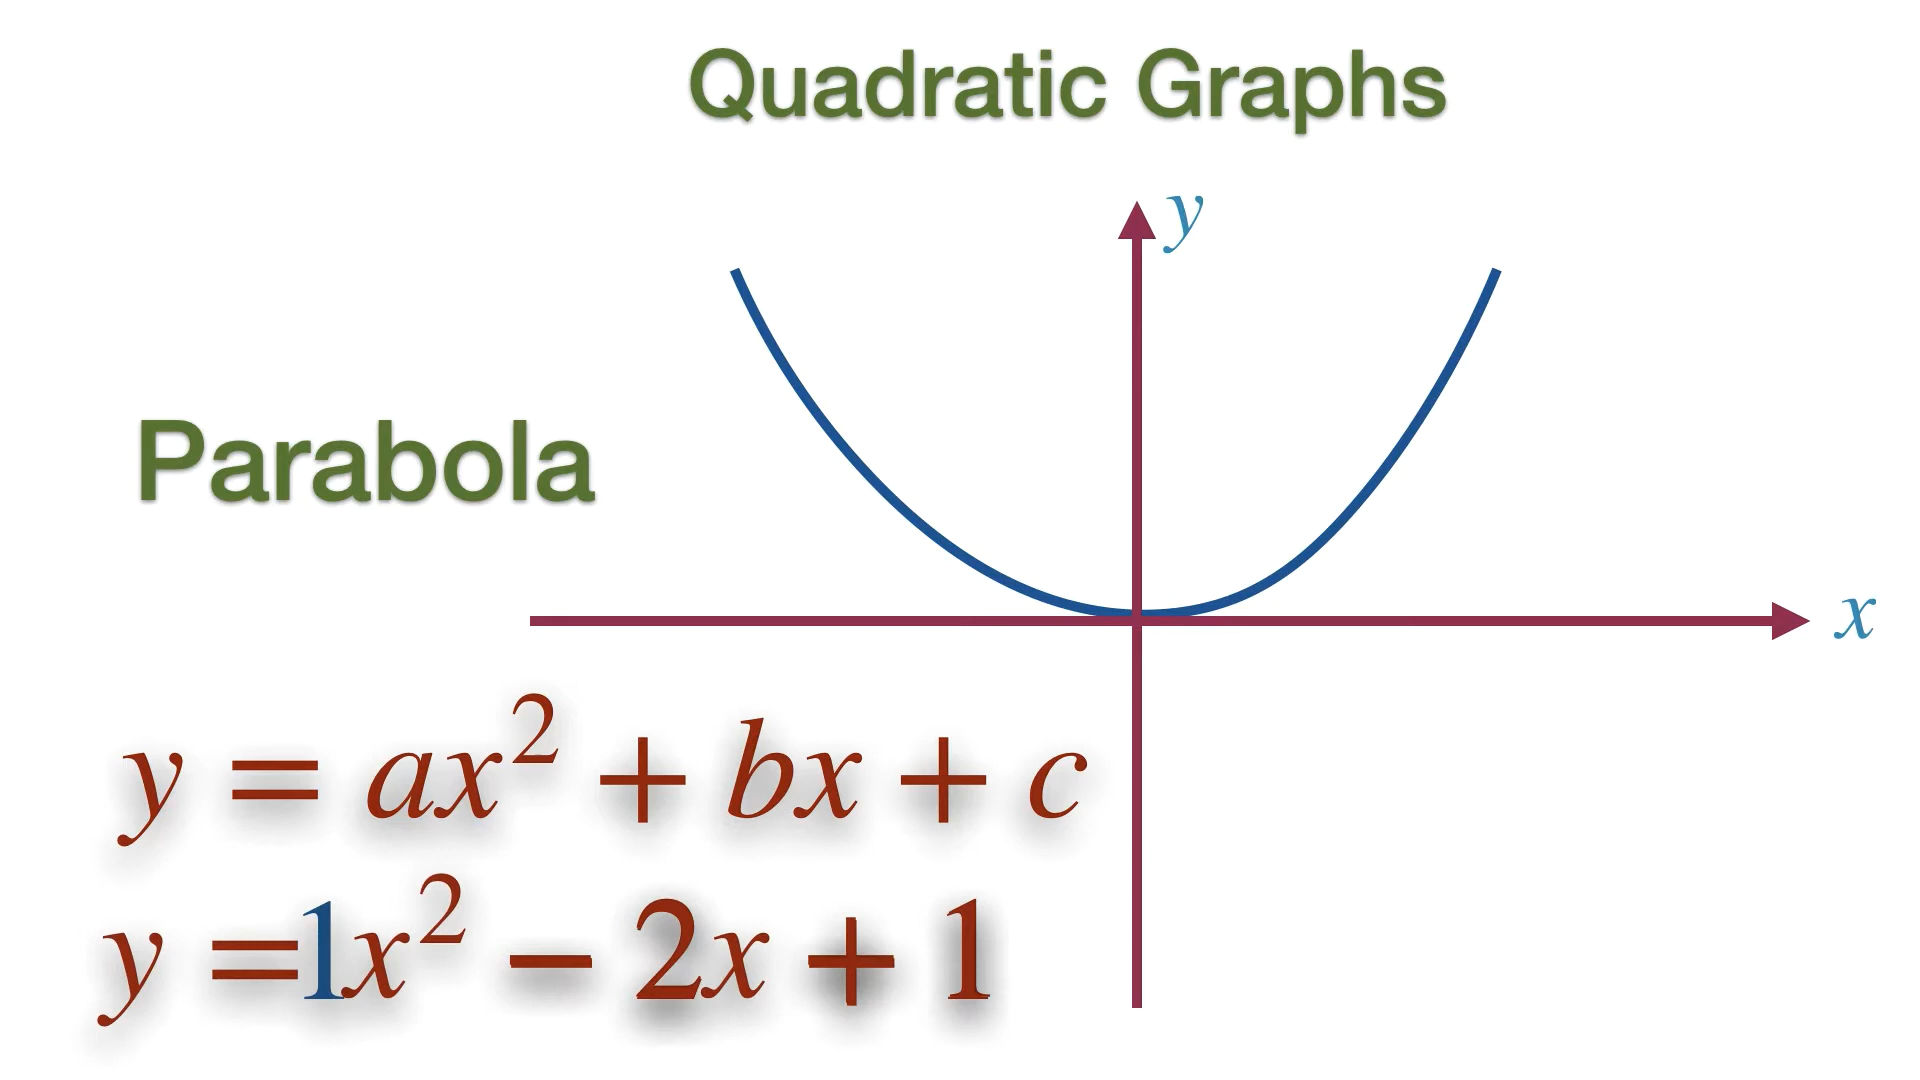 Quadratic Graphs
y
Parabola
x
y = ax² + bx + c
y =1x² − 2x + 1